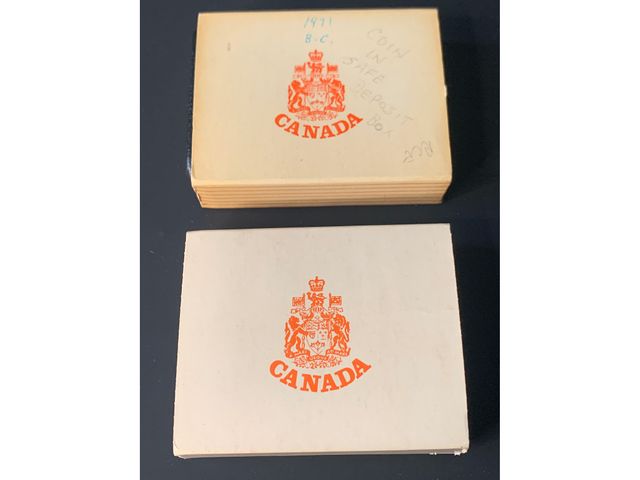 1971
B.C.
COIN
IN
SAFE
DEPOSIT
BOX
CANADA
CANADA